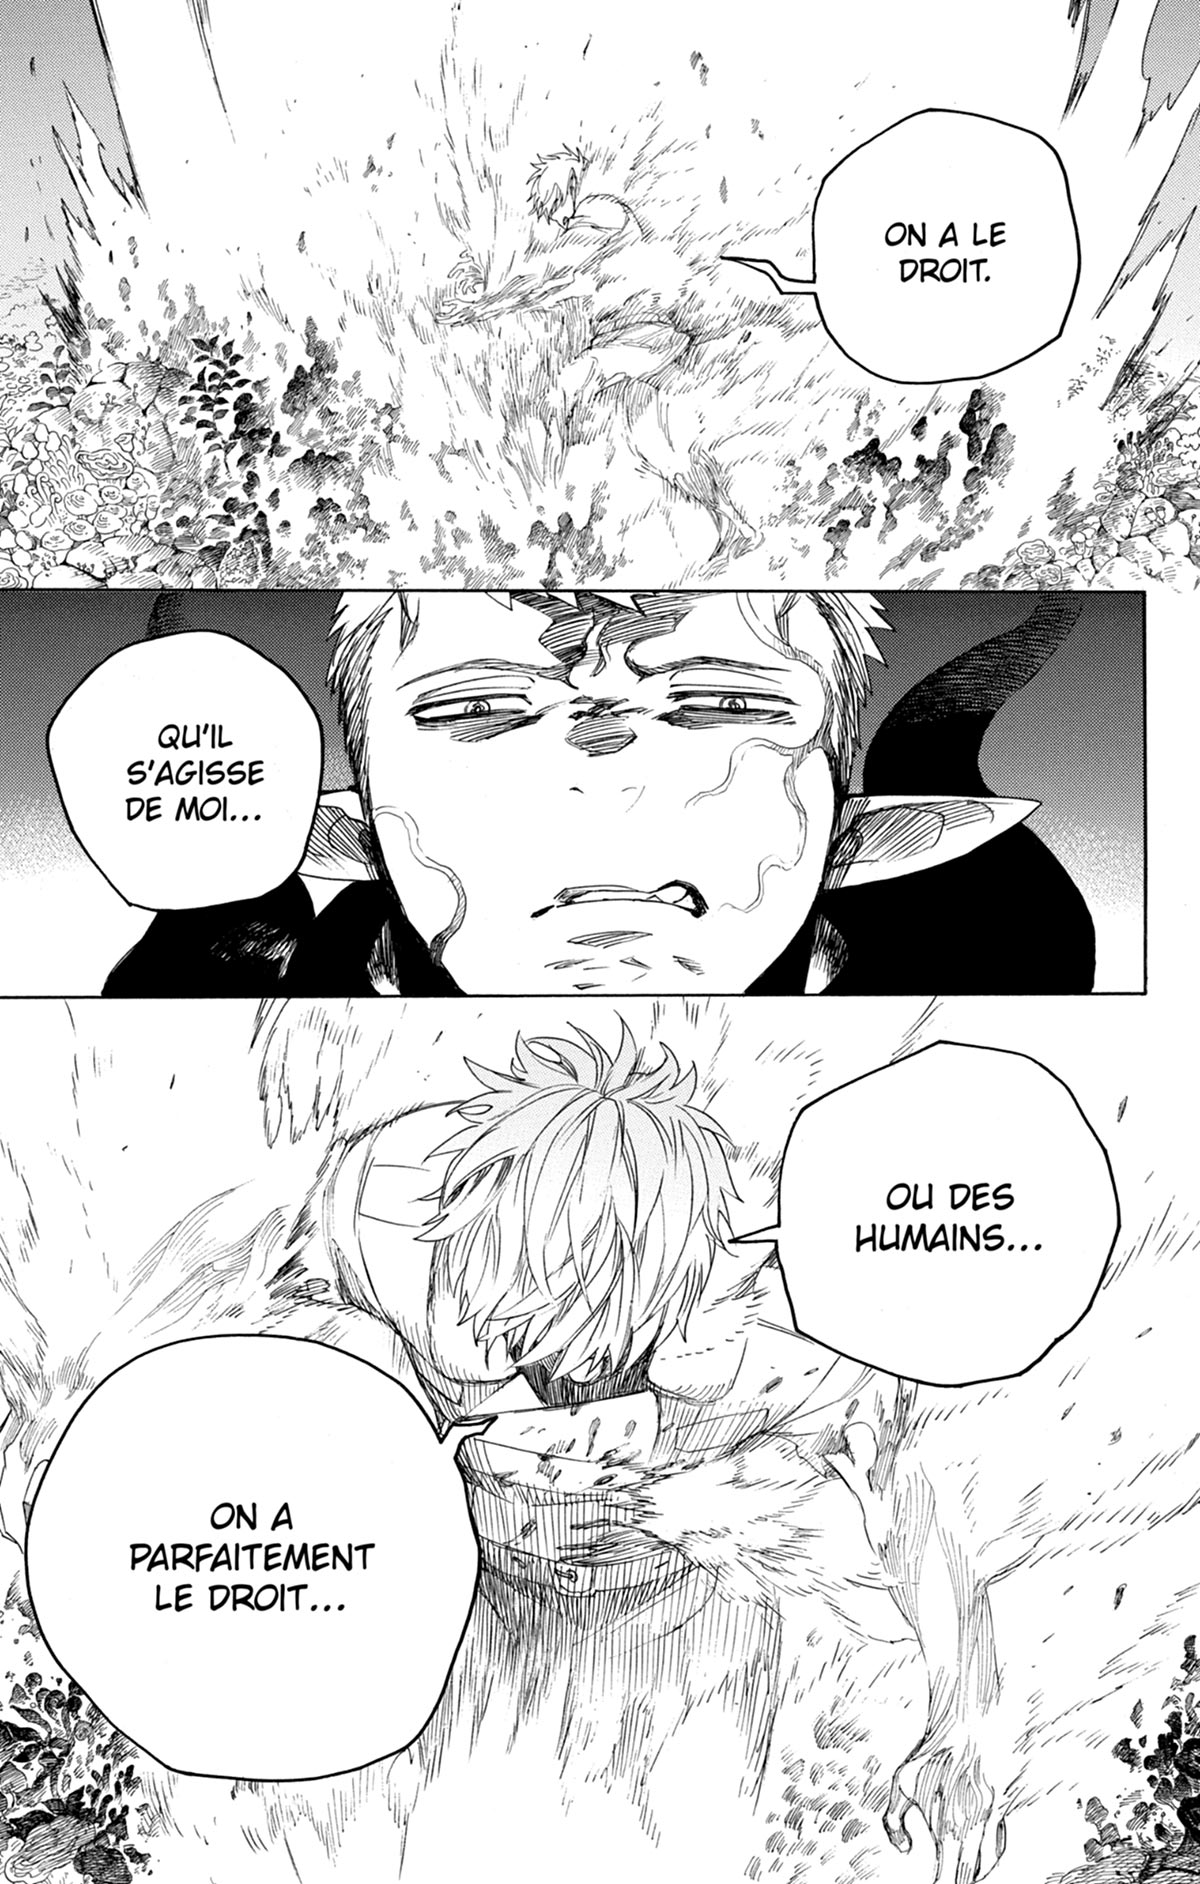 ON A LE
DROIT.
QU'IL
S'AGISSE
DE MOI...
OU DES
HUMAINS...
ON A
PARFAITEMENT
LE DROIT...